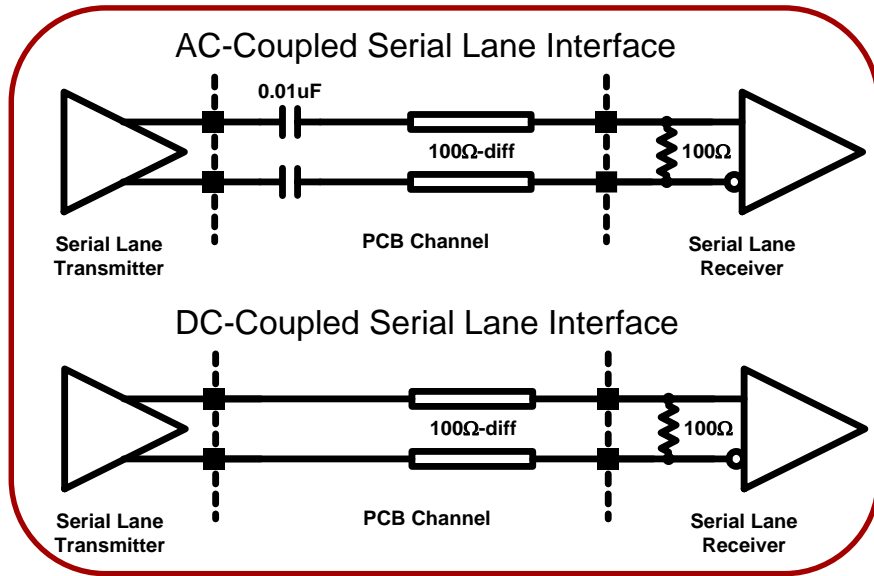 AC-Coupled Serial Lane Interface
0.01uF
100Ω-diff
100Ω
Serial Lane
Transmitter
PCB Channel
Serial Lane
Receiver
DC-Coupled Serial Lane Interface
100Ω-diff
100Ω
Serial Lane
Transmitter
PCB Channel
Serial Lane
Receiver